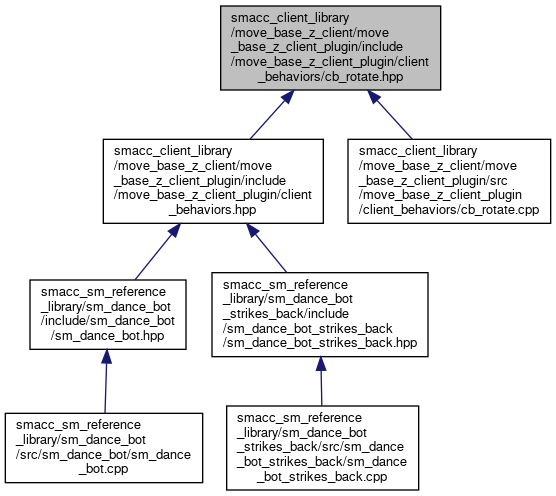 smacc_client_library
/move_base_z_client/move
_base_z_client_plugin/include
/move_base_z_client_plugin/client
_behaviors/cb_rotate.hpp
smacc_client_library
/move_base_z_client/move
_base_z_client_plugin/include
/move_base_z_client_plugin/client
_behaviors.hpp
smacc_client_library
/move_base_z_client/move
_base_z_client_plugin/src
/move_base_z_client_plugin
/client_behaviors/cb_rotate.cpp
smacc_sm_reference
_library/sm_dance_bot
/include/sm_dance_bot
/sm_dance_bot.hpp
smacc_sm_reference
_library/sm_dance_bot
_strikes_back/include
/sm_dance_bot_strikes_back
/sm_dance_bot_strikes_back.hpp
smacc_sm_reference
_library/sm_dance_bot
/src/sm_dance_bot/sm_dance
_bot.cpp
smacc_sm_reference
_library/sm_dance_bot
_strikes_back/src/sm_dance
_bot_strikes_back/sm_dance
_bot_strikes_back.cpp